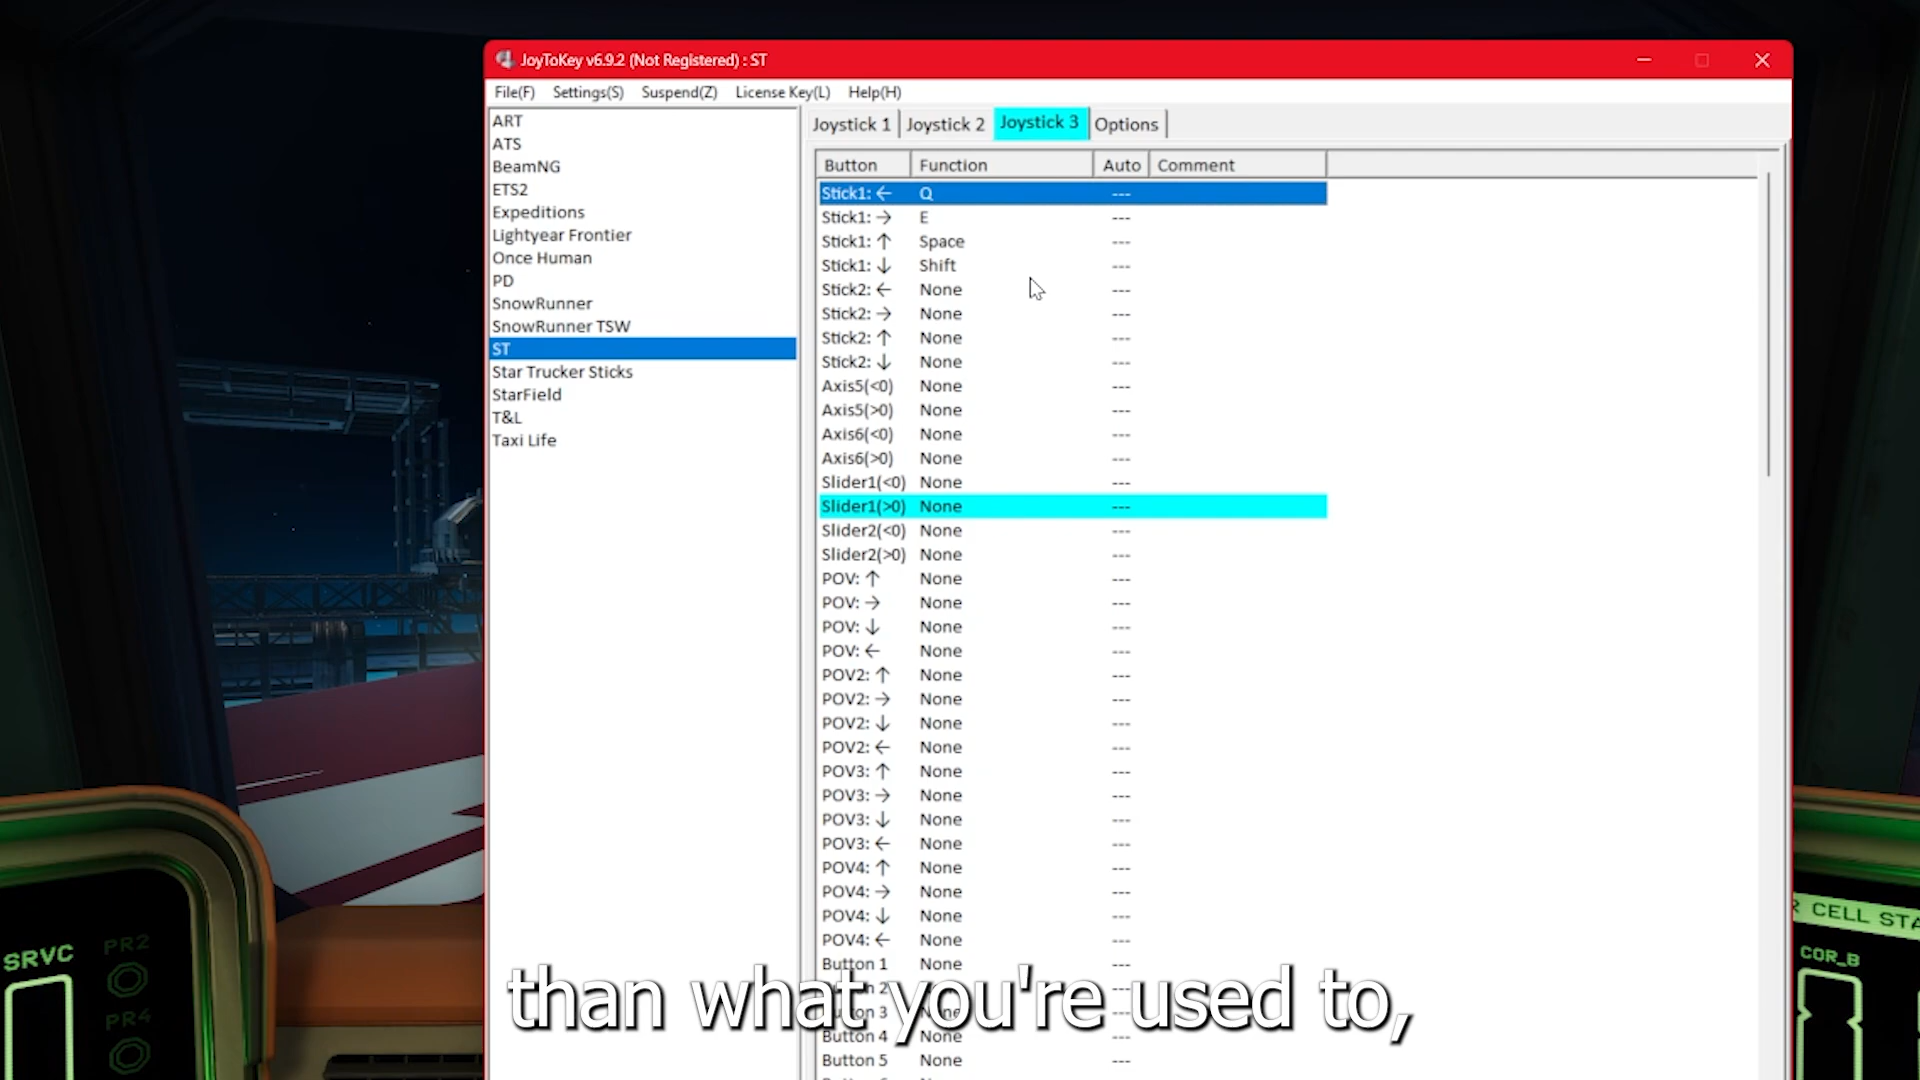 JoyToKey v6.9.2 (Not Registered) : ST
File(F) Settings(S) Suspend(Z) License Key(L) Help(H)
ART
ATS
BeamNG
ETS2
Expeditions
Lightyear Frontier
Once Human
PD
SnowRunner
SnowRunner TSW
ST
Star Trucker Sticks
StarField
T&L
Taxi Life
Joystick 1 Joystick 2 Joystick 3 Options
Button Function Auto Comment
Stick1: ← Q ---
Stick1: → E ---
Stick1: ↑ Space ---
Stick1: ↓ Shift ---
Stick2: ← None ---
Stick2: → None ---
Stick2: ↑ None ---
Stick2: ↓ None ---
Axis5(<0) None ---
Axis5(>0) None ---
Axis6(<0) None ---
Axis6(>0) None ---
Slider1(<0) None ---
Slider1(>0) None ---
Slider2(<0) None ---
Slider2(>0) None ---
POV: ↑ None ---
POV: → None ---
POV: ↓ None ---
POV: ← None ---
POV2: ↑ None ---
POV2: → None ---
POV2: ↓ None ---
POV2: ← None ---
POV3: ↑ None ---
POV3: → None ---
POV3: ↓ None ---
POV3: ← None ---
POV4: ↑ None ---
POV4: → None ---
POV4: ↓ None ---
POV4: ← None ---
Button 1 None ---
Button 2
Button 3 None
Button 4 None ---
Button 5 None ---
than what you're used to,
SRVC
PR2
PR4
R CELL STA
COR_B